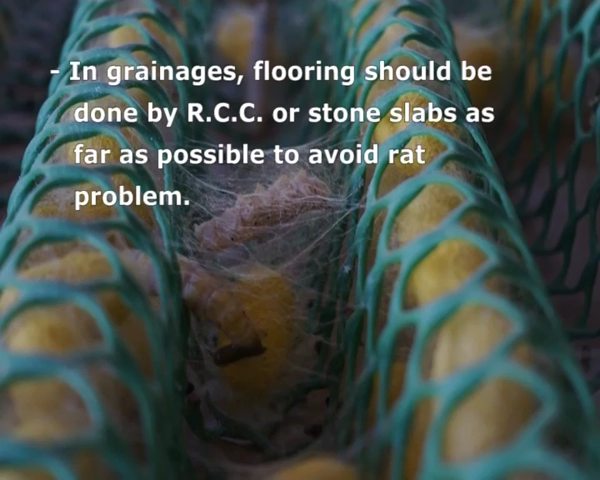 - In grainages, flooring should be
done by R.C.C. or stone slabs as
far as possible to avoid rat
problem.